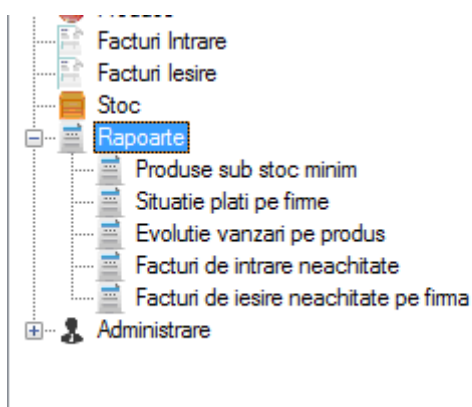 Produse
Facturi Intrare
Facturi Iesire
Stoc
Rapoarte
Produse sub stoc minim
Situatie plati pe firme
Evolutie vanzari pe produs
Facturi de intrare neachitate
Facturi de iesire neachitate pe firma
Administrare